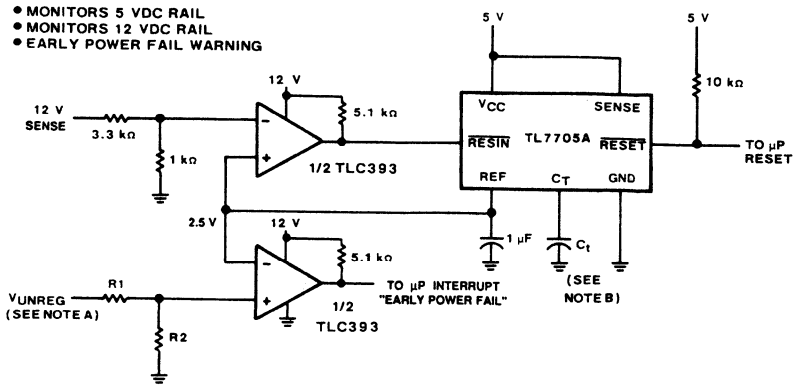 ● MONITORS 5 VDC RAIL
● MONITORS 12 VDC RAIL
● EARLY POWER FAIL WARNING
5 V
5 V
12 V
5.1 kΩ
10 kΩ
12 V
SENSE
3.3 kΩ
1 kΩ
−
+
1/2 TLC393
VCC
SENSE
TL7705A
RESIN
RESET
REF
CT
GND
TO μP
RESET
2.5 V
12 V
5.1 kΩ
1 μF
Ct
(SEE
NOTE B)
−
+
1/2
TLC393
TO μP INTERRUPT
"EARLY POWER FAIL"
VUNREG
(SEE NOTE A)
R1
R2